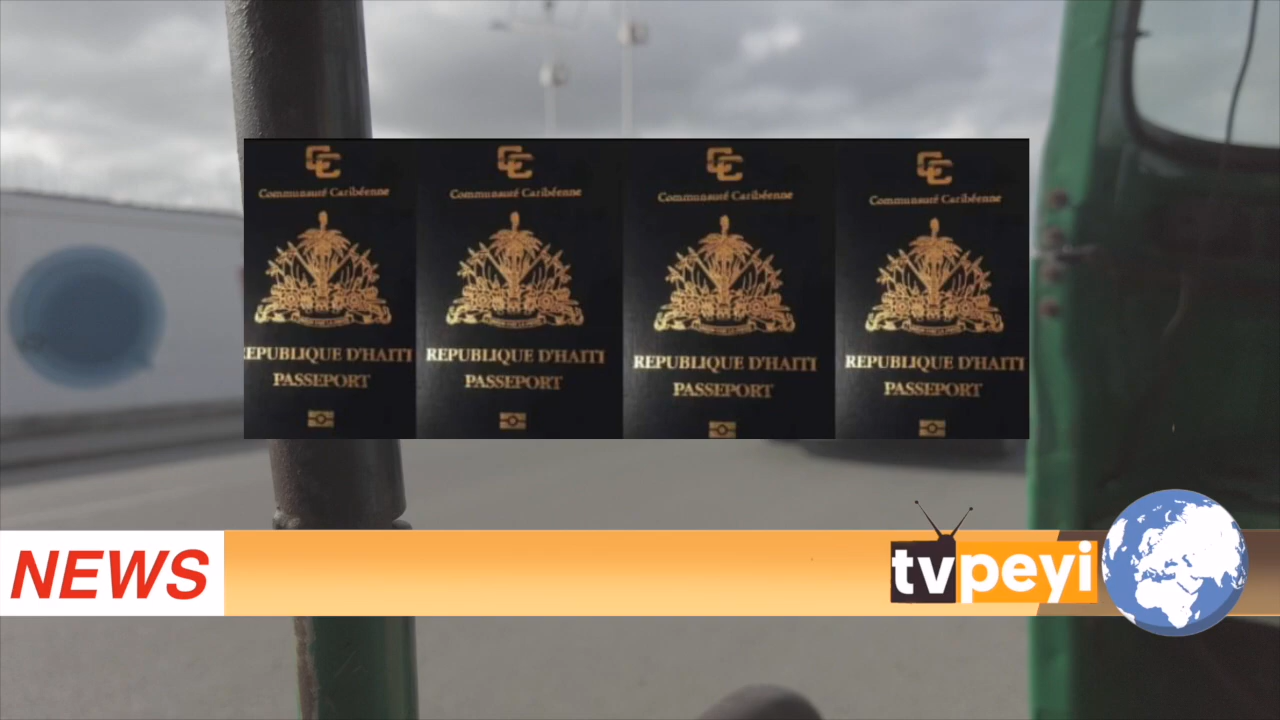 CC
Communauté Caribéenne
REPUBLIQUE D'HAITI
PASSEPORT
CC
Communauté Caribéenne
REPUBLIQUE D'HAITI
PASSEPORT
CC
Communauté Caribéenne
REPUBLIQUE D'HAITI
PASSEPORT
CC
Communauté Caribéenne
REPUBLIQUE D'HAITI
PASSEPORT
NEWS
tvpeyi